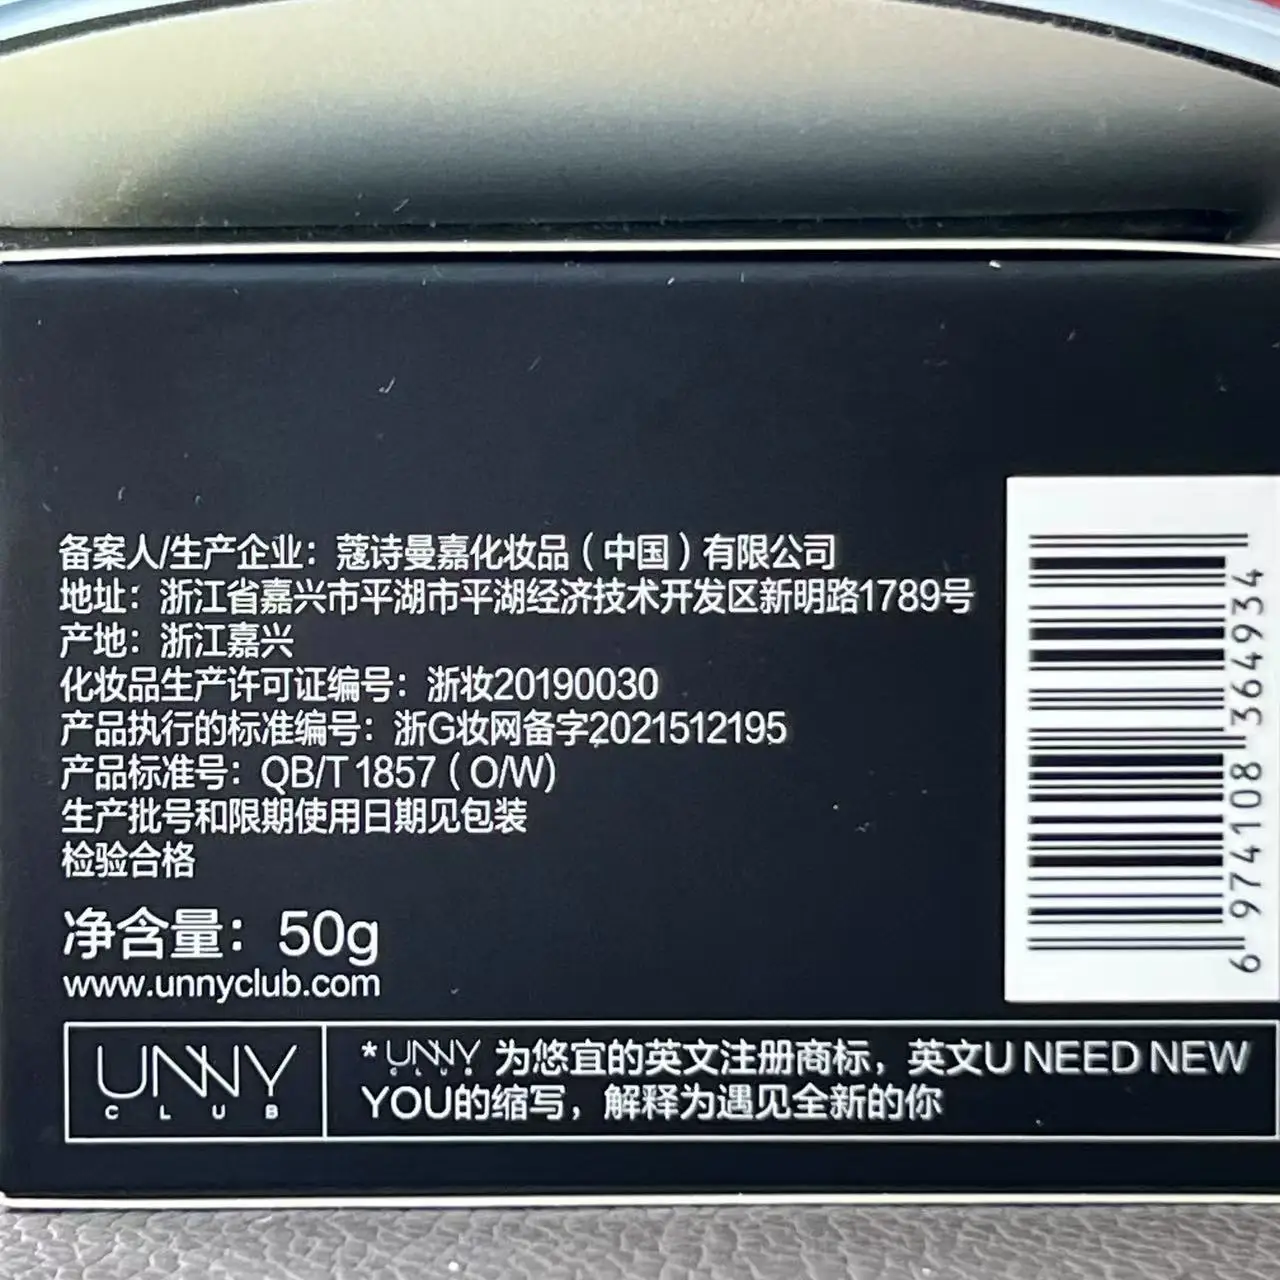 备案人/生产企业：蔻诗曼嘉化妆品（中国）有限公司
地址：浙江省嘉兴市平湖市平湖经济技术开发区新明路1789号
产地：浙江嘉兴
化妆品生产许可证编号：浙妆20190030
产品执行的标准编号：浙G妆网备字2021512195
产品标准号：QB/T 1857（O/W)
生产批号和限期使用日期见包装
检验合格
净含量：50g
www.unnyclub.com
6 974108 364934
UNNY
CLUB
*UNNY CLUB 为悠宜的英文注册商标，英文U NEED NEW
YOU的缩写，解释为遇见全新的你